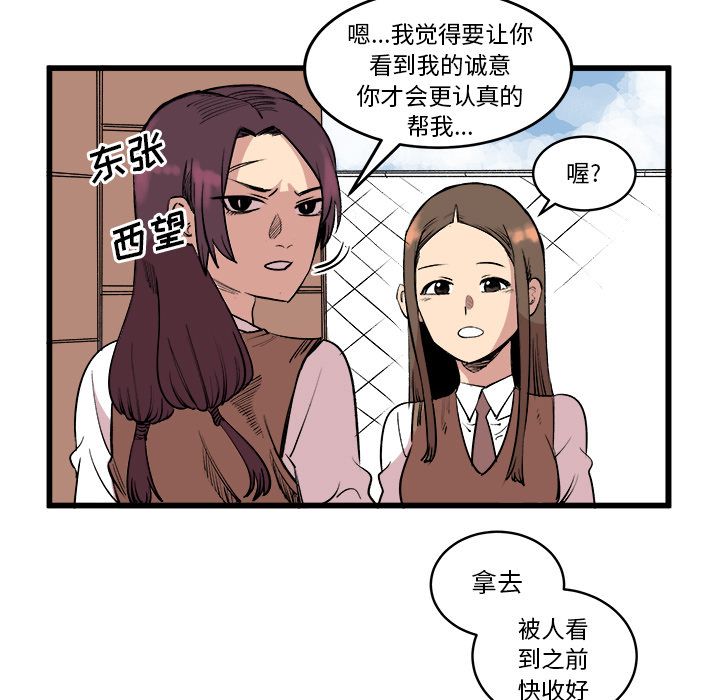 嗯...我觉得要让你
看到我的诚意
你才会更认真的
帮我...
喔?
东张
西望
拿去
被人看
到之前
快收好